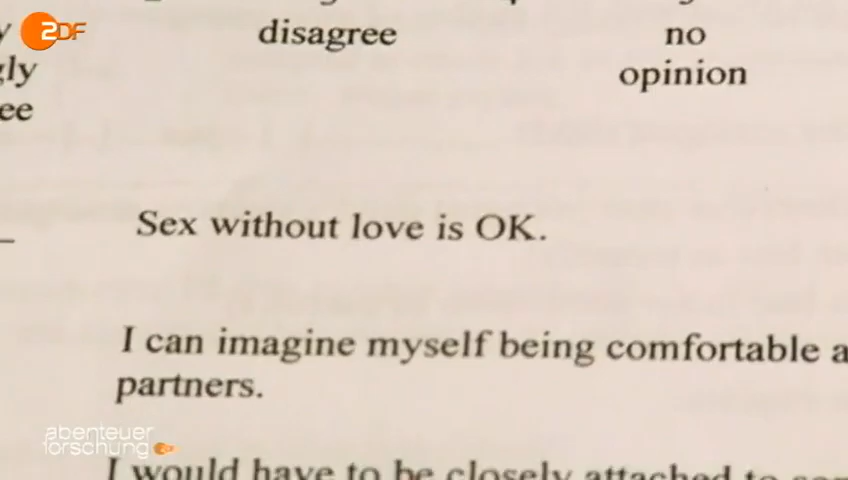 ZDF
disagree
no
gly
opinion
ee
Sex without love is OK.
I can imagine myself being comfortable a
partners.
abenteuer
forschung
I would have to be closely attached to